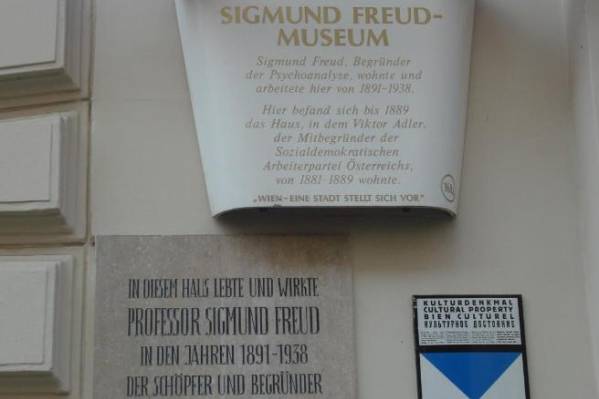 SIGMUND FREUD-
MUSEUM
Sigmund Freud, Begründer
der Psychoanalyse, wohnte und
arbeitete hier von 1891-1938.
Hier befand sich bis 1889
das Haus, in dem Viktor Adler,
der Mitbegründer der
Sozialdemokratischen
Arbeiterpartei Österreichs,
von 1881-1889 wohnte.
„WIEN-EINE STADT STELLT SICH VOR"
IN DIESEM HAUS LEBTE UND WIRKTE
PROFESSOR SIGMUND FREUD
IN DEN JAHREN 1891-1938
DER SCHÖPFER UND BEGRÜNDER
KULTURDENKMAL
CULTURAL PROPERTY
BIEN CULTUREL
КУЛЬТУРНОЕ ДОСТОЯНИЕ